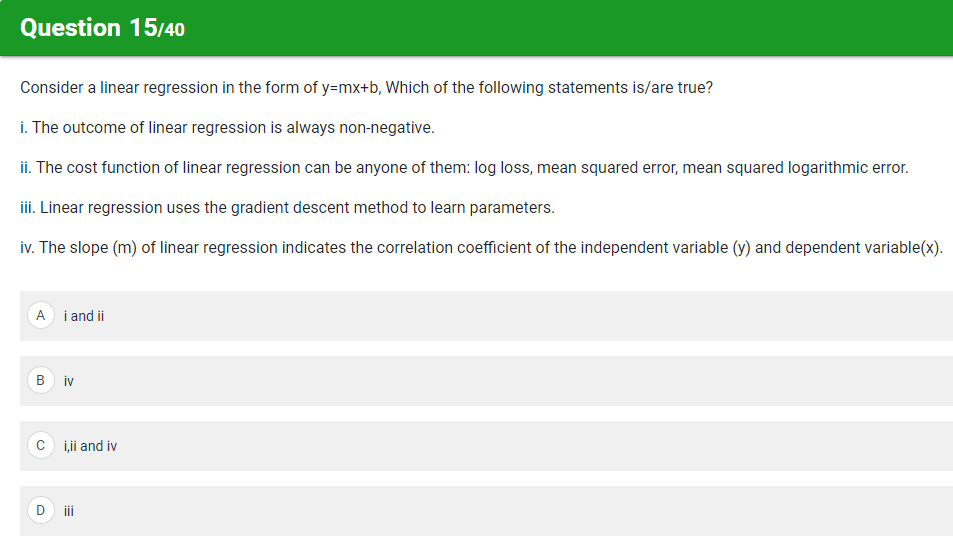 Question 15/40
Consider a linear regression in the form of y=mx+b, Which of the following statements is/are true?
i. The outcome of linear regression is always non-negative.
ii. The cost function of linear regression can be anyone of them: log loss, mean squared error, mean squared logarithmic error.
iii. Linear regression uses the gradient descent method to learn parameters.
iv. The slope (m) of linear regression indicates the correlation coefficient of the independent variable (y) and dependent variable(x).
A i and ii
B iv
C i,ii and iv
D iii